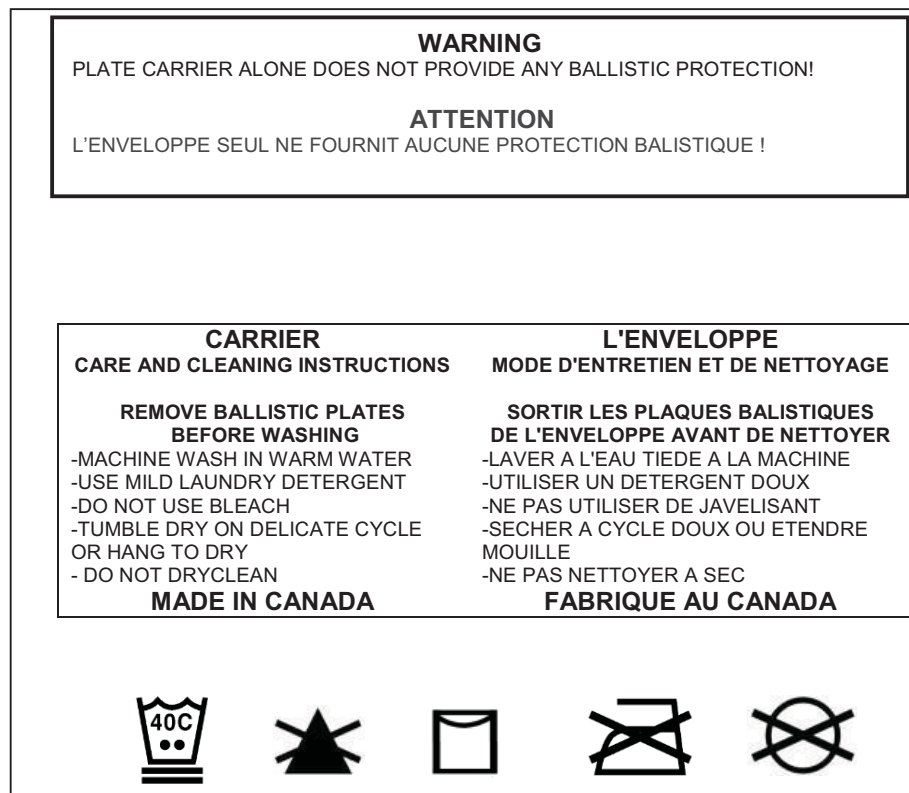 WARNING
PLATE CARRIER ALONE DOES NOT PROVIDE ANY BALLISTIC PROTECTION!
ATTENTION
L’ENVELOPPE SEUL NE FOURNIT AUCUNE PROTECTION BALISTIQUE !
CARRIER
CARE AND CLEANING INSTRUCTIONS
REMOVE BALLISTIC PLATES
BEFORE WASHING
-MACHINE WASH IN WARM WATER
-USE MILD LAUNDRY DETERGENT
-DO NOT USE BLEACH
-TUMBLE DRY ON DELICATE CYCLE
OR HANG TO DRY
- DO NOT DRYCLEAN
MADE IN CANADA
L'ENVELOPPE
MODE D'ENTRETIEN ET DE NETTOYAGE
SORTIR LES PLAQUES BALISTIQUES
DE L'ENVELOPPE AVANT DE NETTOYER
-LAVER A L'EAU TIEDE A LA MACHINE
-UTILISER UN DETERGENT DOUX
-NE PAS UTILISER DE JAVELISANT
-SECHER A CYCLE DOUX OU ETENDRE
MOUILLE
-NE PAS NETTOYER A SEC
FABRIQUE AU CANADA
40C